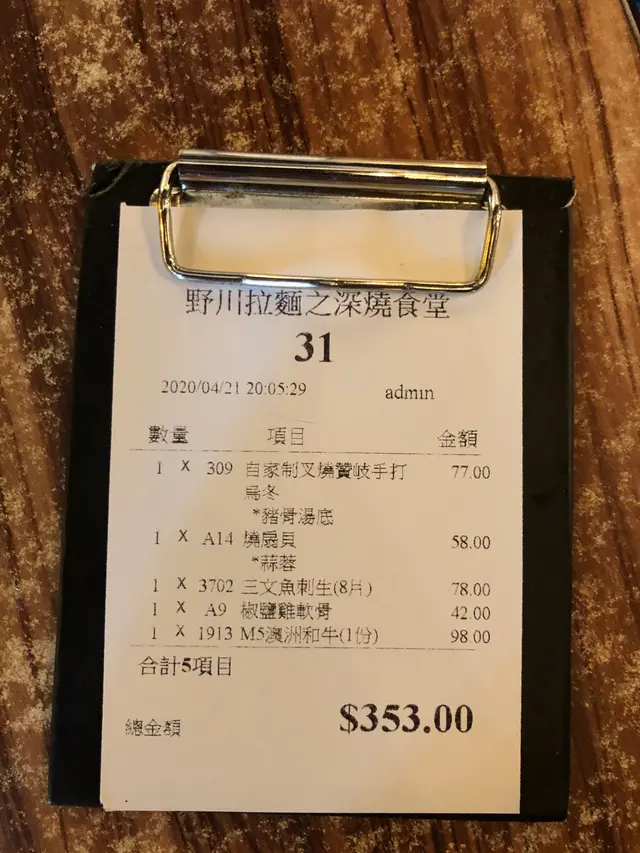 野川拉麵之深燒食堂
31
2020/04/21 20:05:29 admin
數量 項目 金額
1 X 309 自家制叉燒贊岐手打 77.00
烏冬
*豬骨湯底
1 X A14 燒扇貝 58.00
*蒜蓉
1 X 3702 三文魚刺生(8片) 78.00
1 X A9 椒鹽雞軟骨 42.00
1 X 1913 M5澳洲和牛(1份) 98.00
合計5項目
總金額 $353.00